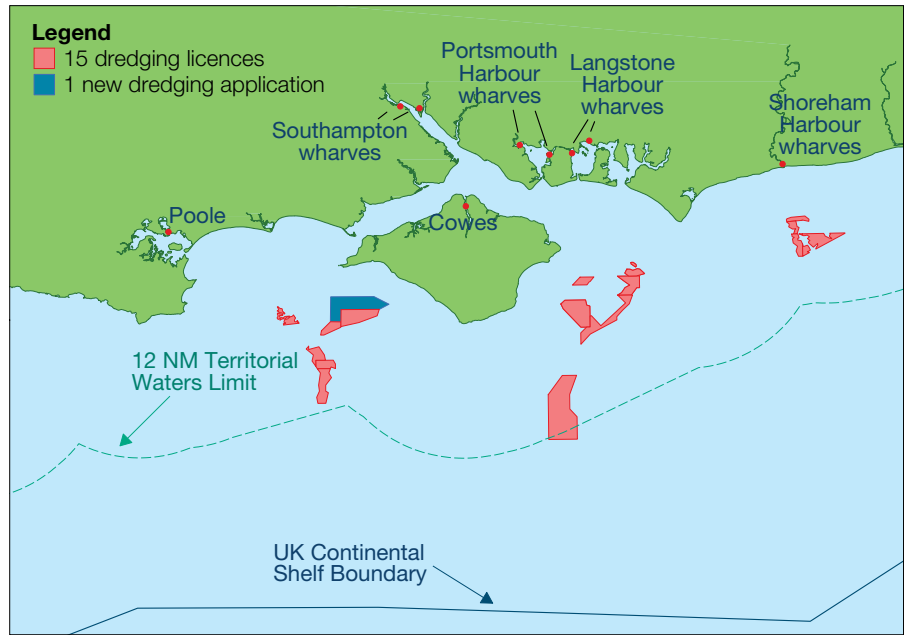 Legend
15 dredging licences
1 new dredging application
Portsmouth
Harbour
wharves
Langstone
Harbour
wharves
Southampton
wharves
Shoreham
Harbour
wharves
Poole
Cowes
12 NM Territorial
Waters Limit
UK Continental
Shelf Boundary